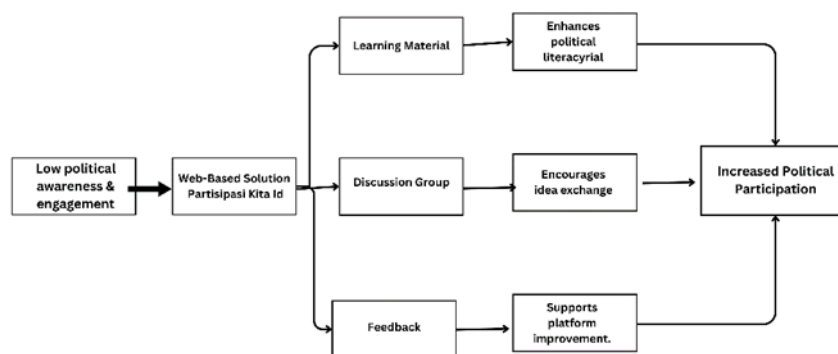 Low political
awareness &
engagement
Web-Based Solution
Partisipasi Kita Id
Learning Material
Enhances
political
literacyrial
Discussion Group
Encourages
idea exchange
Feedback
Supports
platform
improvement.
Increased Political
Participation